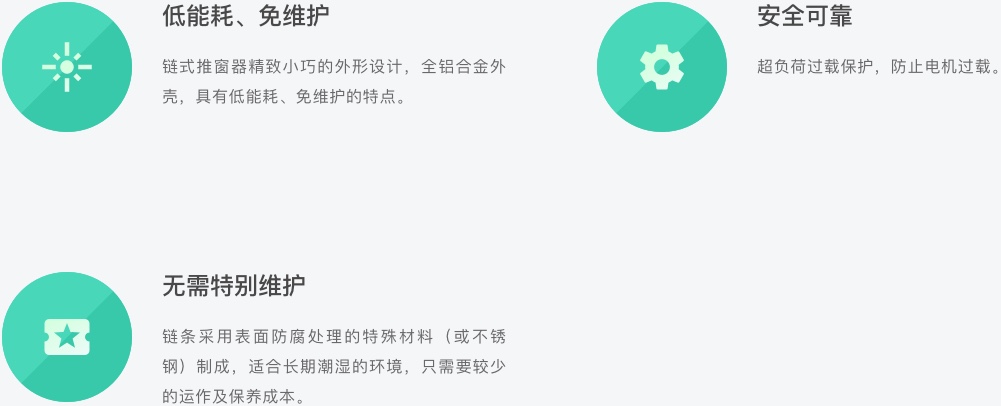 低能耗、免维护
链式推窗器精致小巧的外形设计，全铝合金外
壳，具有低能耗、免维护的特点。
安全可靠
超负荷过载保护，防止电机过载。
无需特别维护
链条采用表面防腐处理的特殊材料（或不锈
钢）制成，适合长期潮湿的环境，只需要较少
的运作及保养成本。